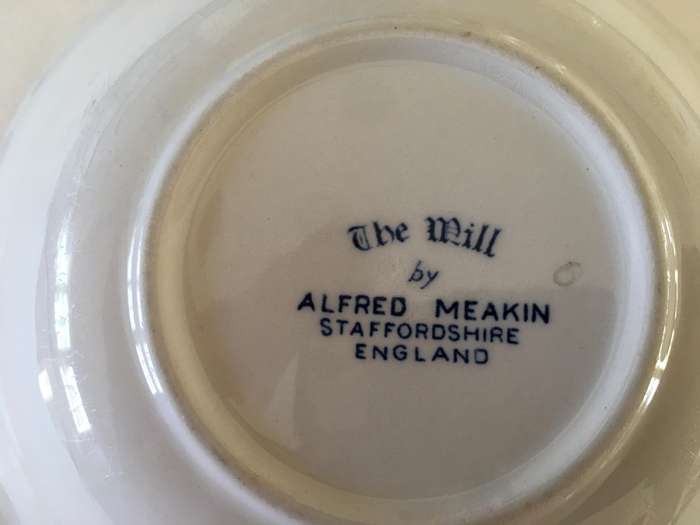 The Mill
by
ALFRED MEAKIN
STAFFORDSHIRE
ENGLAND